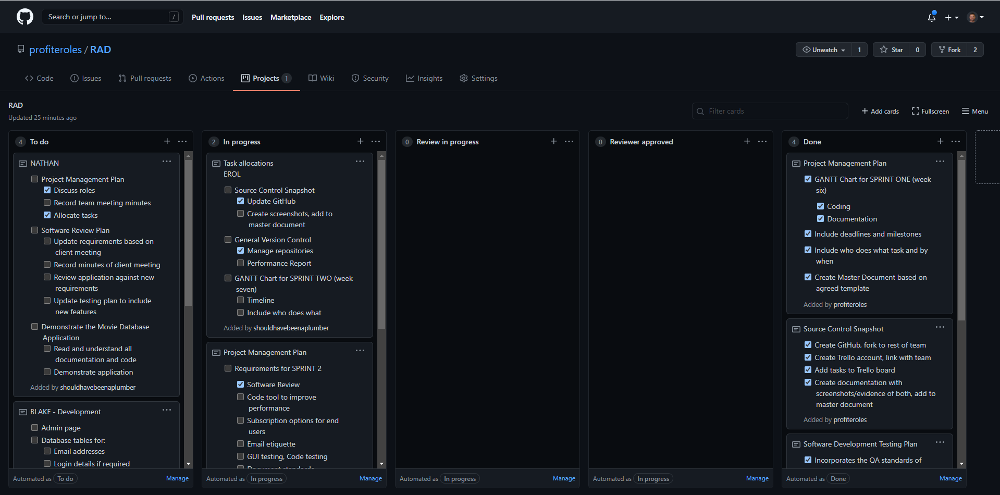 Search or jump to... /
Pull requests Issues Marketplace Explore
profiteroles / RAD
Unwatch 1 Star 0 Fork 2
Code Issues Pull requests Actions Projects 1 Wiki Security Insights Settings
RAD
Updated 25 minutes ago
Filter cards
+ Add cards Fullscreen Menu
4 To do
NATHAN
Project Management Plan
Discuss roles
Record team meeting minutes
Allocate tasks
Software Review Plan
Update requirements based on
client meeting
Record minutes of client meeting
Review application against new
requirements
Update testing plan to include
new features
Demonstrate the Movie Database
Application
Read and understand all
documentation and code
Demonstrate application
Added by shouldhavebeenaplumber
BLAKE - Development
Admin page
Database tables for:
Email addresses
Login details if required
Automated as To do Manage
2 In progress
Task allocations
EROL
Source Control Snapshot
Update GitHub
Create screenshots, add to
master document
General Version Control
Manage repositories
Performance Report
GANTT Chart for SPRINT TWO (week
seven)
Timeline
Include who does what
Added by shouldhavebeenaplumber
Project Management Plan
Requirements for SPRINT 2
Software Review
Code tool to improve
performance
Subscription options for end
users
Email etiquette
GUI testing, Code testing
Document standards
Automated as In progress Manage
0 Review in progress
Automated as In progress Manage
0 Reviewer approved
Automated as In progress Manage
4 Done
Project Management Plan
GANTT Chart for SPRINT ONE (week
six)
Coding
Documentation
Include deadlines and milestones
Include who does what task and by
when
Create Master Document based on
agreed template
Added by profiteroles
Source Control Snapshot
Create GitHub, fork to rest of team
Create Trello account, link with team
Add tasks to Trello board
Create documentation with
screenshots/evidence of both, add to
master document
Added by profiteroles
Software Development Testing Plan
Incorporates the QA standards of
Automated as Done Manage